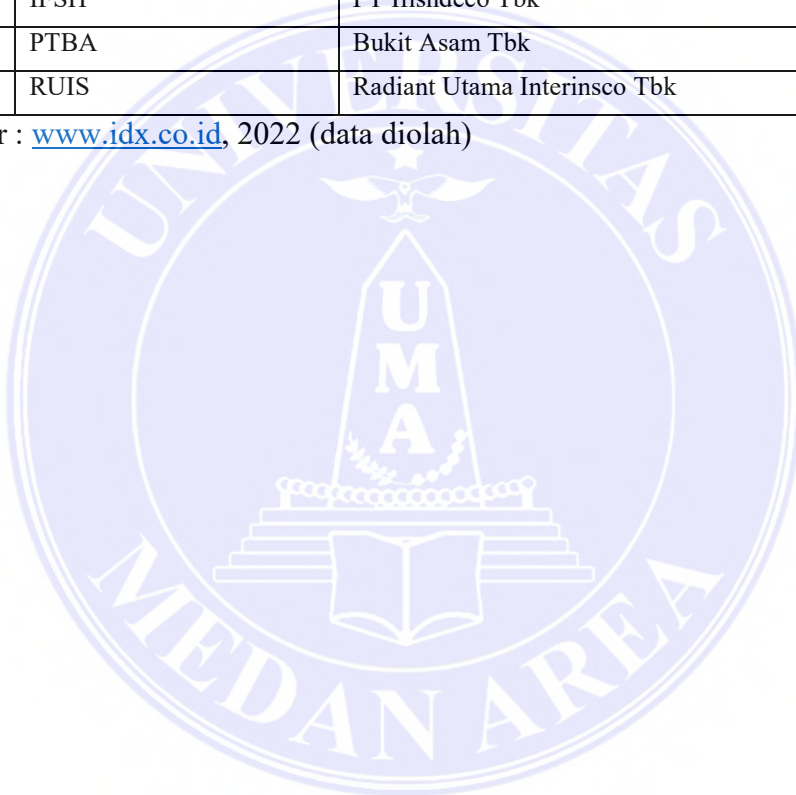 PTBA Bukit Asam Tbk
RUIS Radiant Utama Interinsco Tbk
r : www.idx.co.id, 2022 (data diolah)
UNIVERSITAS
U
M
A
MEDAN AREA